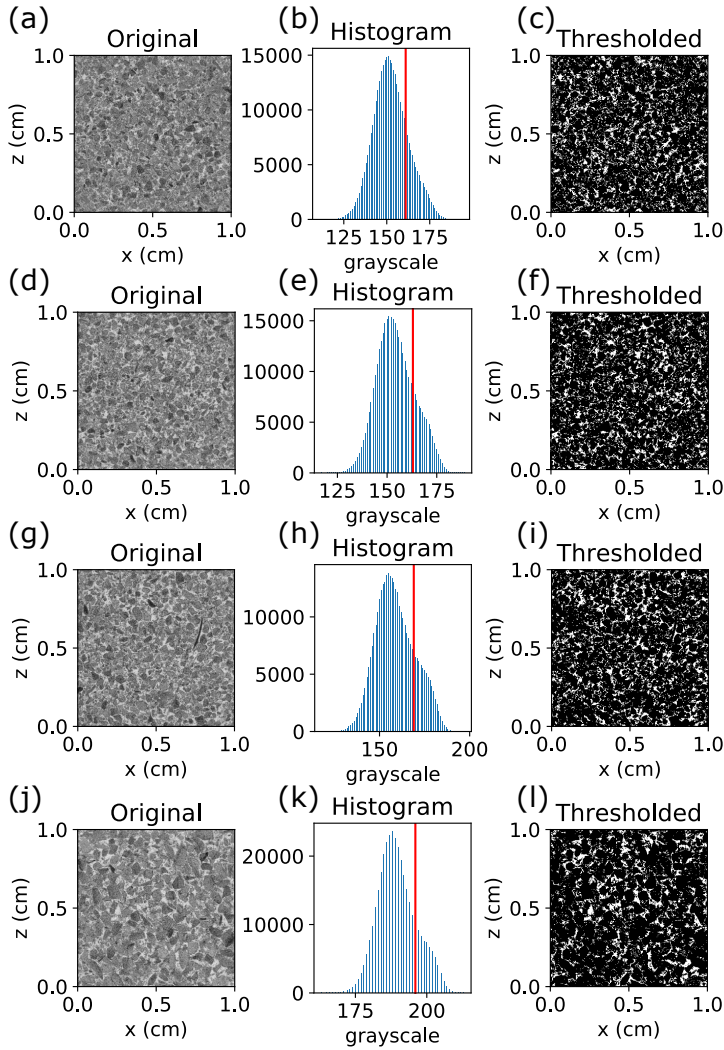 (a) Original
1.0
0.5
0.0
z (cm)
0.0 0.5 1.0
x (cm)
(b) Histogram
15000
10000
5000
0
125 150 175
grayscale
(c) Thresholded
1.0
0.5
0.0
z (cm)
0.0 0.5 1.0
x (cm)
(d) Original
1.0
0.5
0.0
z (cm)
0.0 0.5 1.0
x (cm)
(e) Histogram
15000
10000
5000
0
125 150 175
grayscale
(f) Thresholded
1.0
0.5
0.0
z (cm)
0.0 0.5 1.0
x (cm)
(g) Original
1.0
0.5
0.0
z (cm)
0.0 0.5 1.0
x (cm)
(h) Histogram
10000
5000
0
150 200
grayscale
(i) Thresholded
1.0
0.5
0.0
z (cm)
0.0 0.5 1.0
x (cm)
(j) Original
1.0
0.5
0.0
z (cm)
0.0 0.5 1.0
x (cm)
(k) Histogram
20000
10000
0
175 200
grayscale
(l) Thresholded
1.0
0.5
0.0
z (cm)
0.0 0.5 1.0
x (cm)